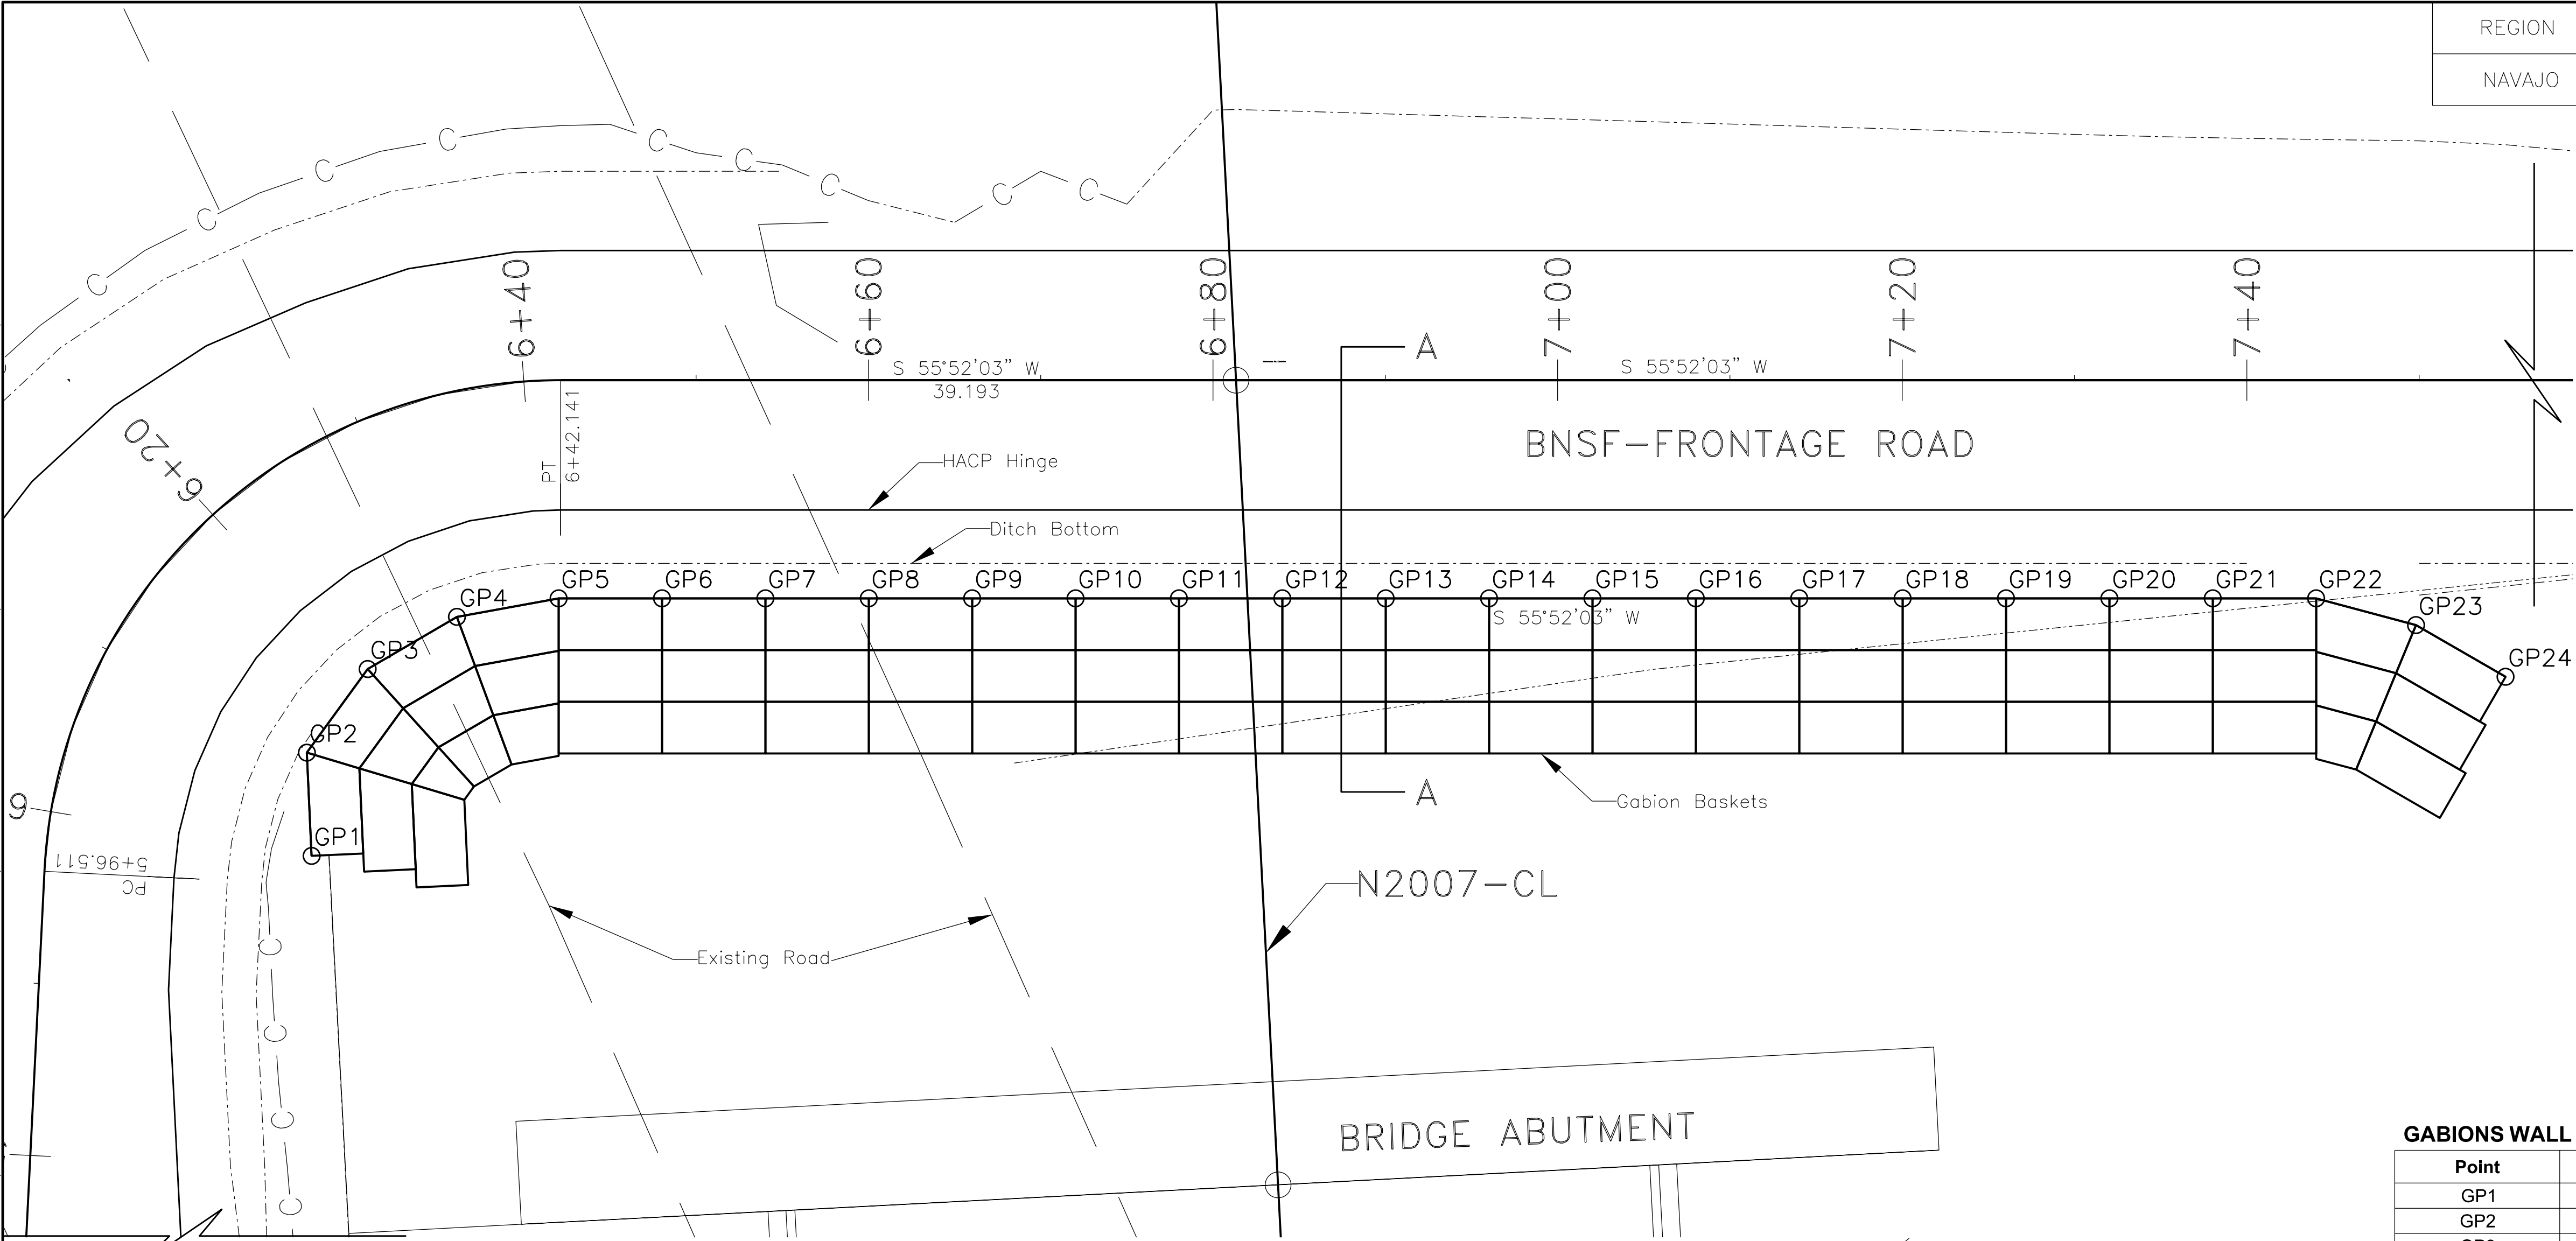 REGION
NAVAJO
C C C C C C C C C C
6+20
6+40
6+60
6+80
7+00
7+20
7+40
S 55°52'03" W
39.193
A
S 55°52'03" W
PT
6+42.141
BNSF-FRONTAGE ROAD
HACP Hinge
Ditch Bottom
GP1
GP2
GP3
GP4
GP5
GP6
GP7
GP8
GP9
GP10
GP11
GP12
GP13
GP14
GP15
GP16
GP17
GP18
GP19
GP20
GP21
GP22
GP23
GP24
S 55°52'03" W
6
5+96.511
PC
A
Gabion Baskets
N2007-CL
Existing Road
C C C C
BRIDGE ABUTMENT
GABIONS WALL
Point
GP1
GP2